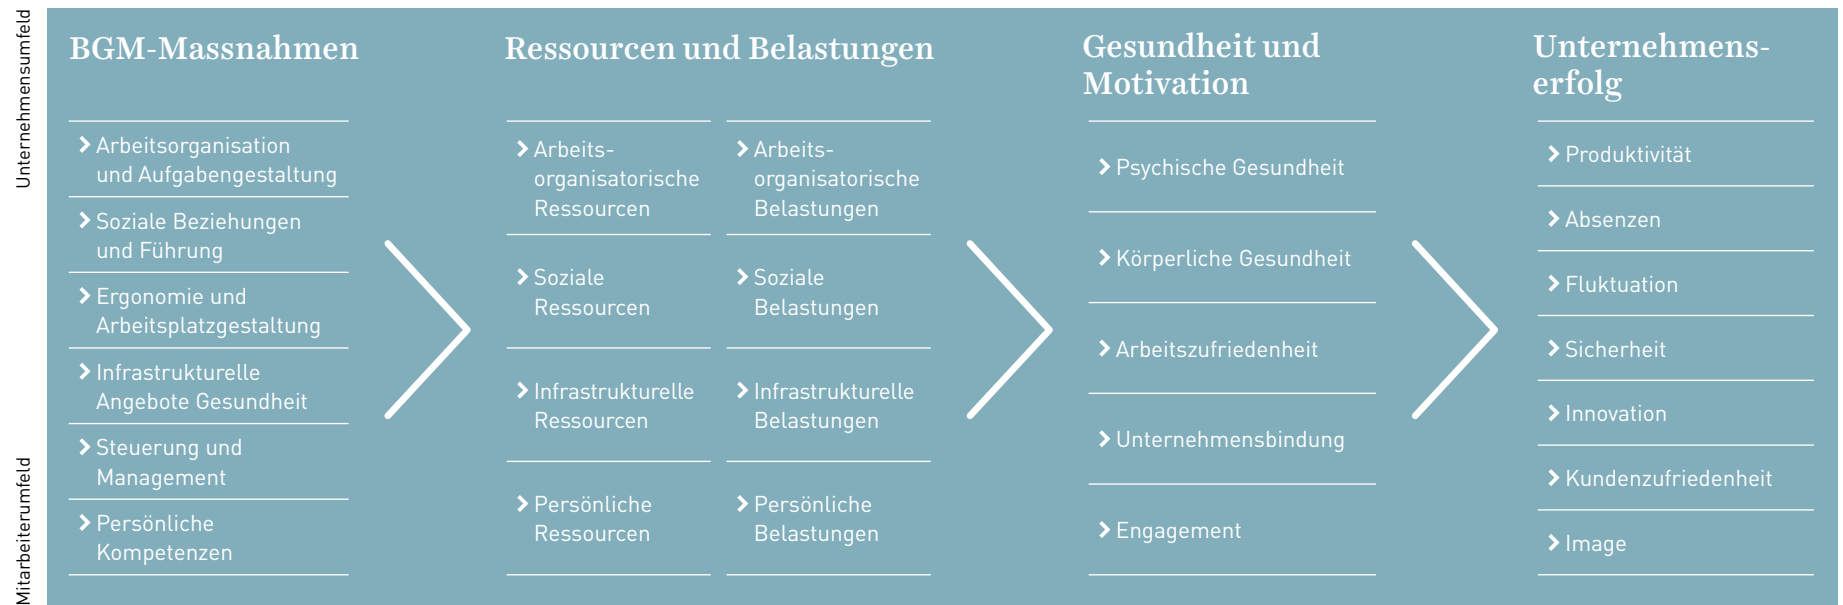 Unternehmensumfeld
Mitarbeiterumfeld
BGM-Massnahmen
Arbeitsorganisation
und Aufgabengestaltung
Soziale Beziehungen
und Führung
Ergonomie und
Arbeitsplatzgestaltung
Infrastrukturelle
Angebote Gesundheit
Steuerung und
Management
Persönliche
Kompetenzen
Ressourcen und Belastungen
Arbeits-
organisatorische
Ressourcen
Soziale
Ressourcen
Infrastrukturelle
Ressourcen
Persönliche
Ressourcen
Arbeits-
organisatorische
Belastungen
Soziale
Belastungen
Infrastrukturelle
Belastungen
Persönliche
Belastungen
Gesundheit und
Motivation
Psychische Gesundheit
Körperliche Gesundheit
Arbeitszufriedenheit
Unternehmensbindung
Engagement
Unternehmens-
erfolg
Produktivität
Absenzen
Fluktuation
Sicherheit
Innovation
Kundenzufriedenheit
Image